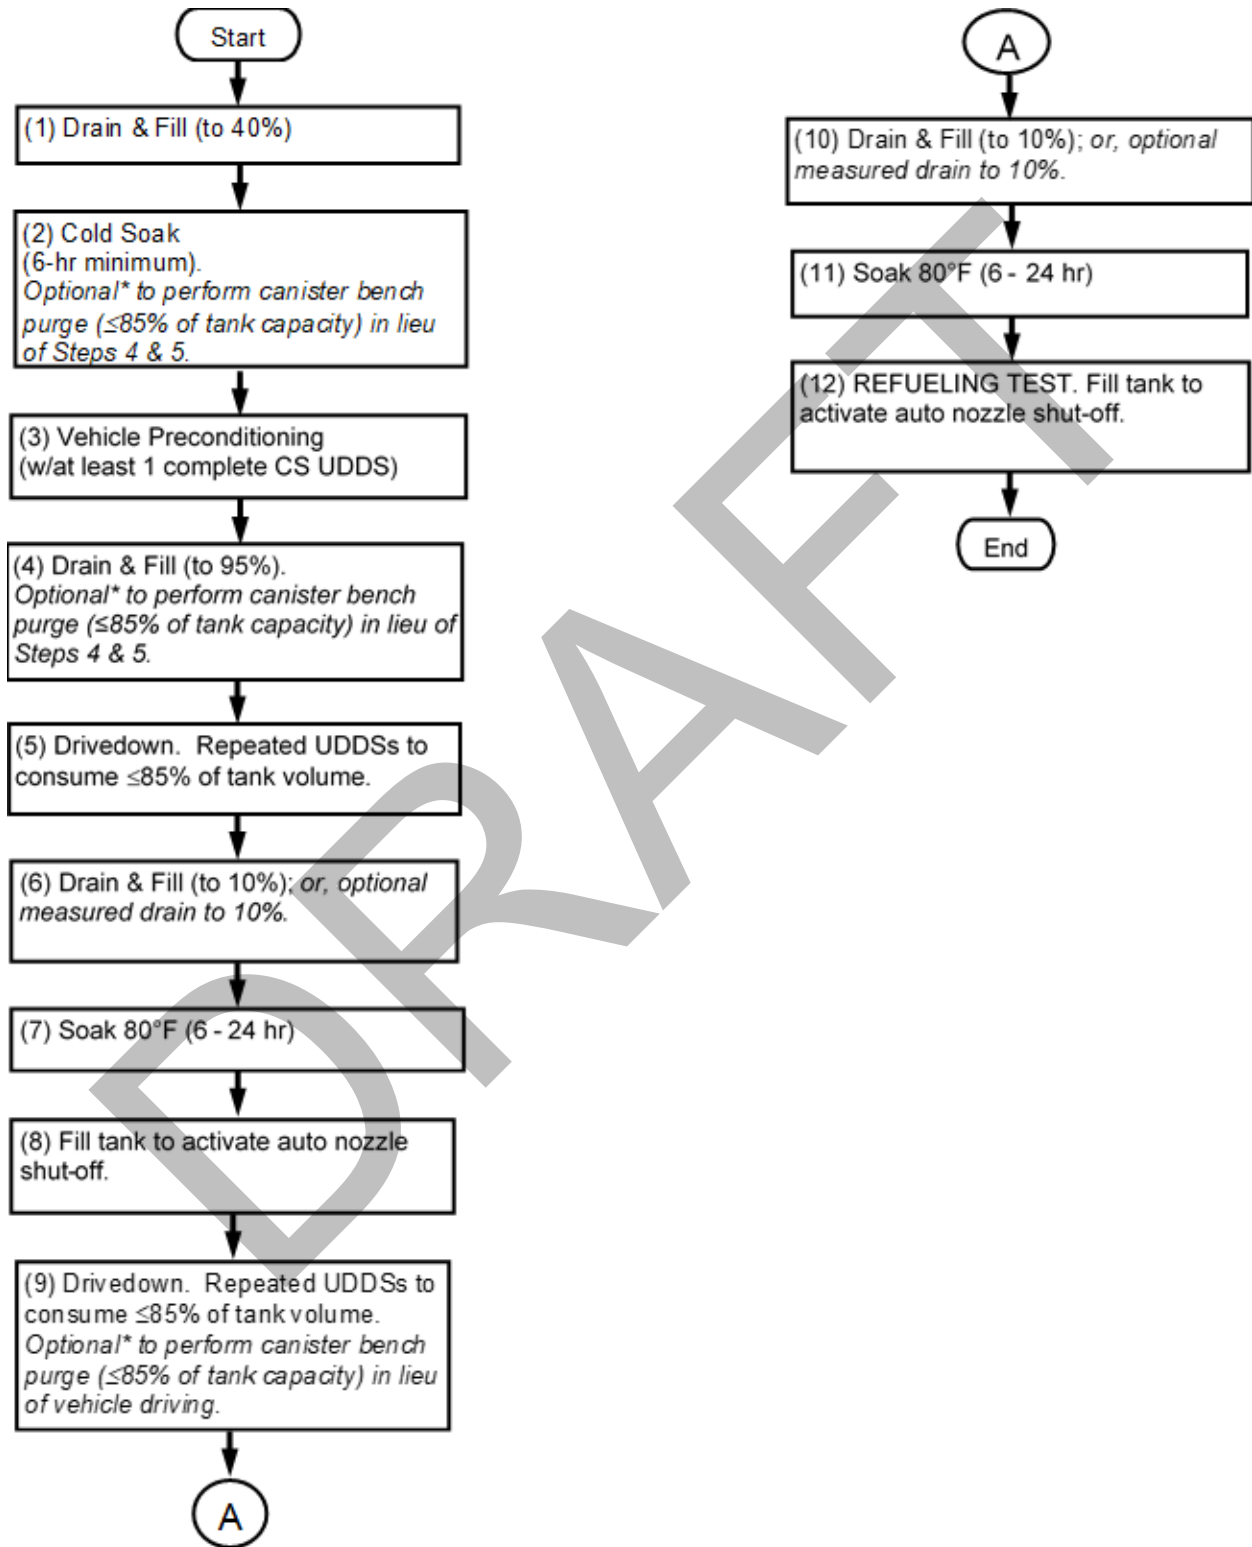 Start
(1) Drain & Fill (to 40%)
(2) Cold Soak
(6-hr minimum).
Optional* to perform canister bench
purge (≤85% of tank capacity) in lieu
of Steps 4 & 5.
(3) Vehicle Preconditioning
(w/at least 1 complete CS UDDS)
(4) Drain & Fill (to 95%).
Optional* to perform canister bench
purge (≤85% of tank capacity) in lieu of
Steps 4 & 5.
(5) Drivedown. Repeated UDDSs to
consume ≤85% of tank volume.
(6) Drain & Fill (to 10%); or, optional
measured drain to 10%.
(7) Soak 80°F (6 - 24 hr)
(8) Fill tank to activate auto nozzle
shut-off.
(9) Drivedown. Repeated UDDSs to
consume ≤85% of tank volume.
Optional* to perform canister bench
purge (≤85% of tank capacity) in lieu
of vehicle driving.
A
A
(10) Drain & Fill (to 10%); or, optional
measured drain to 10%.
(11) Soak 80°F (6 - 24 hr)
(12) REFUELING TEST. Fill tank to
activate auto nozzle shut-off.
End
DRAFT